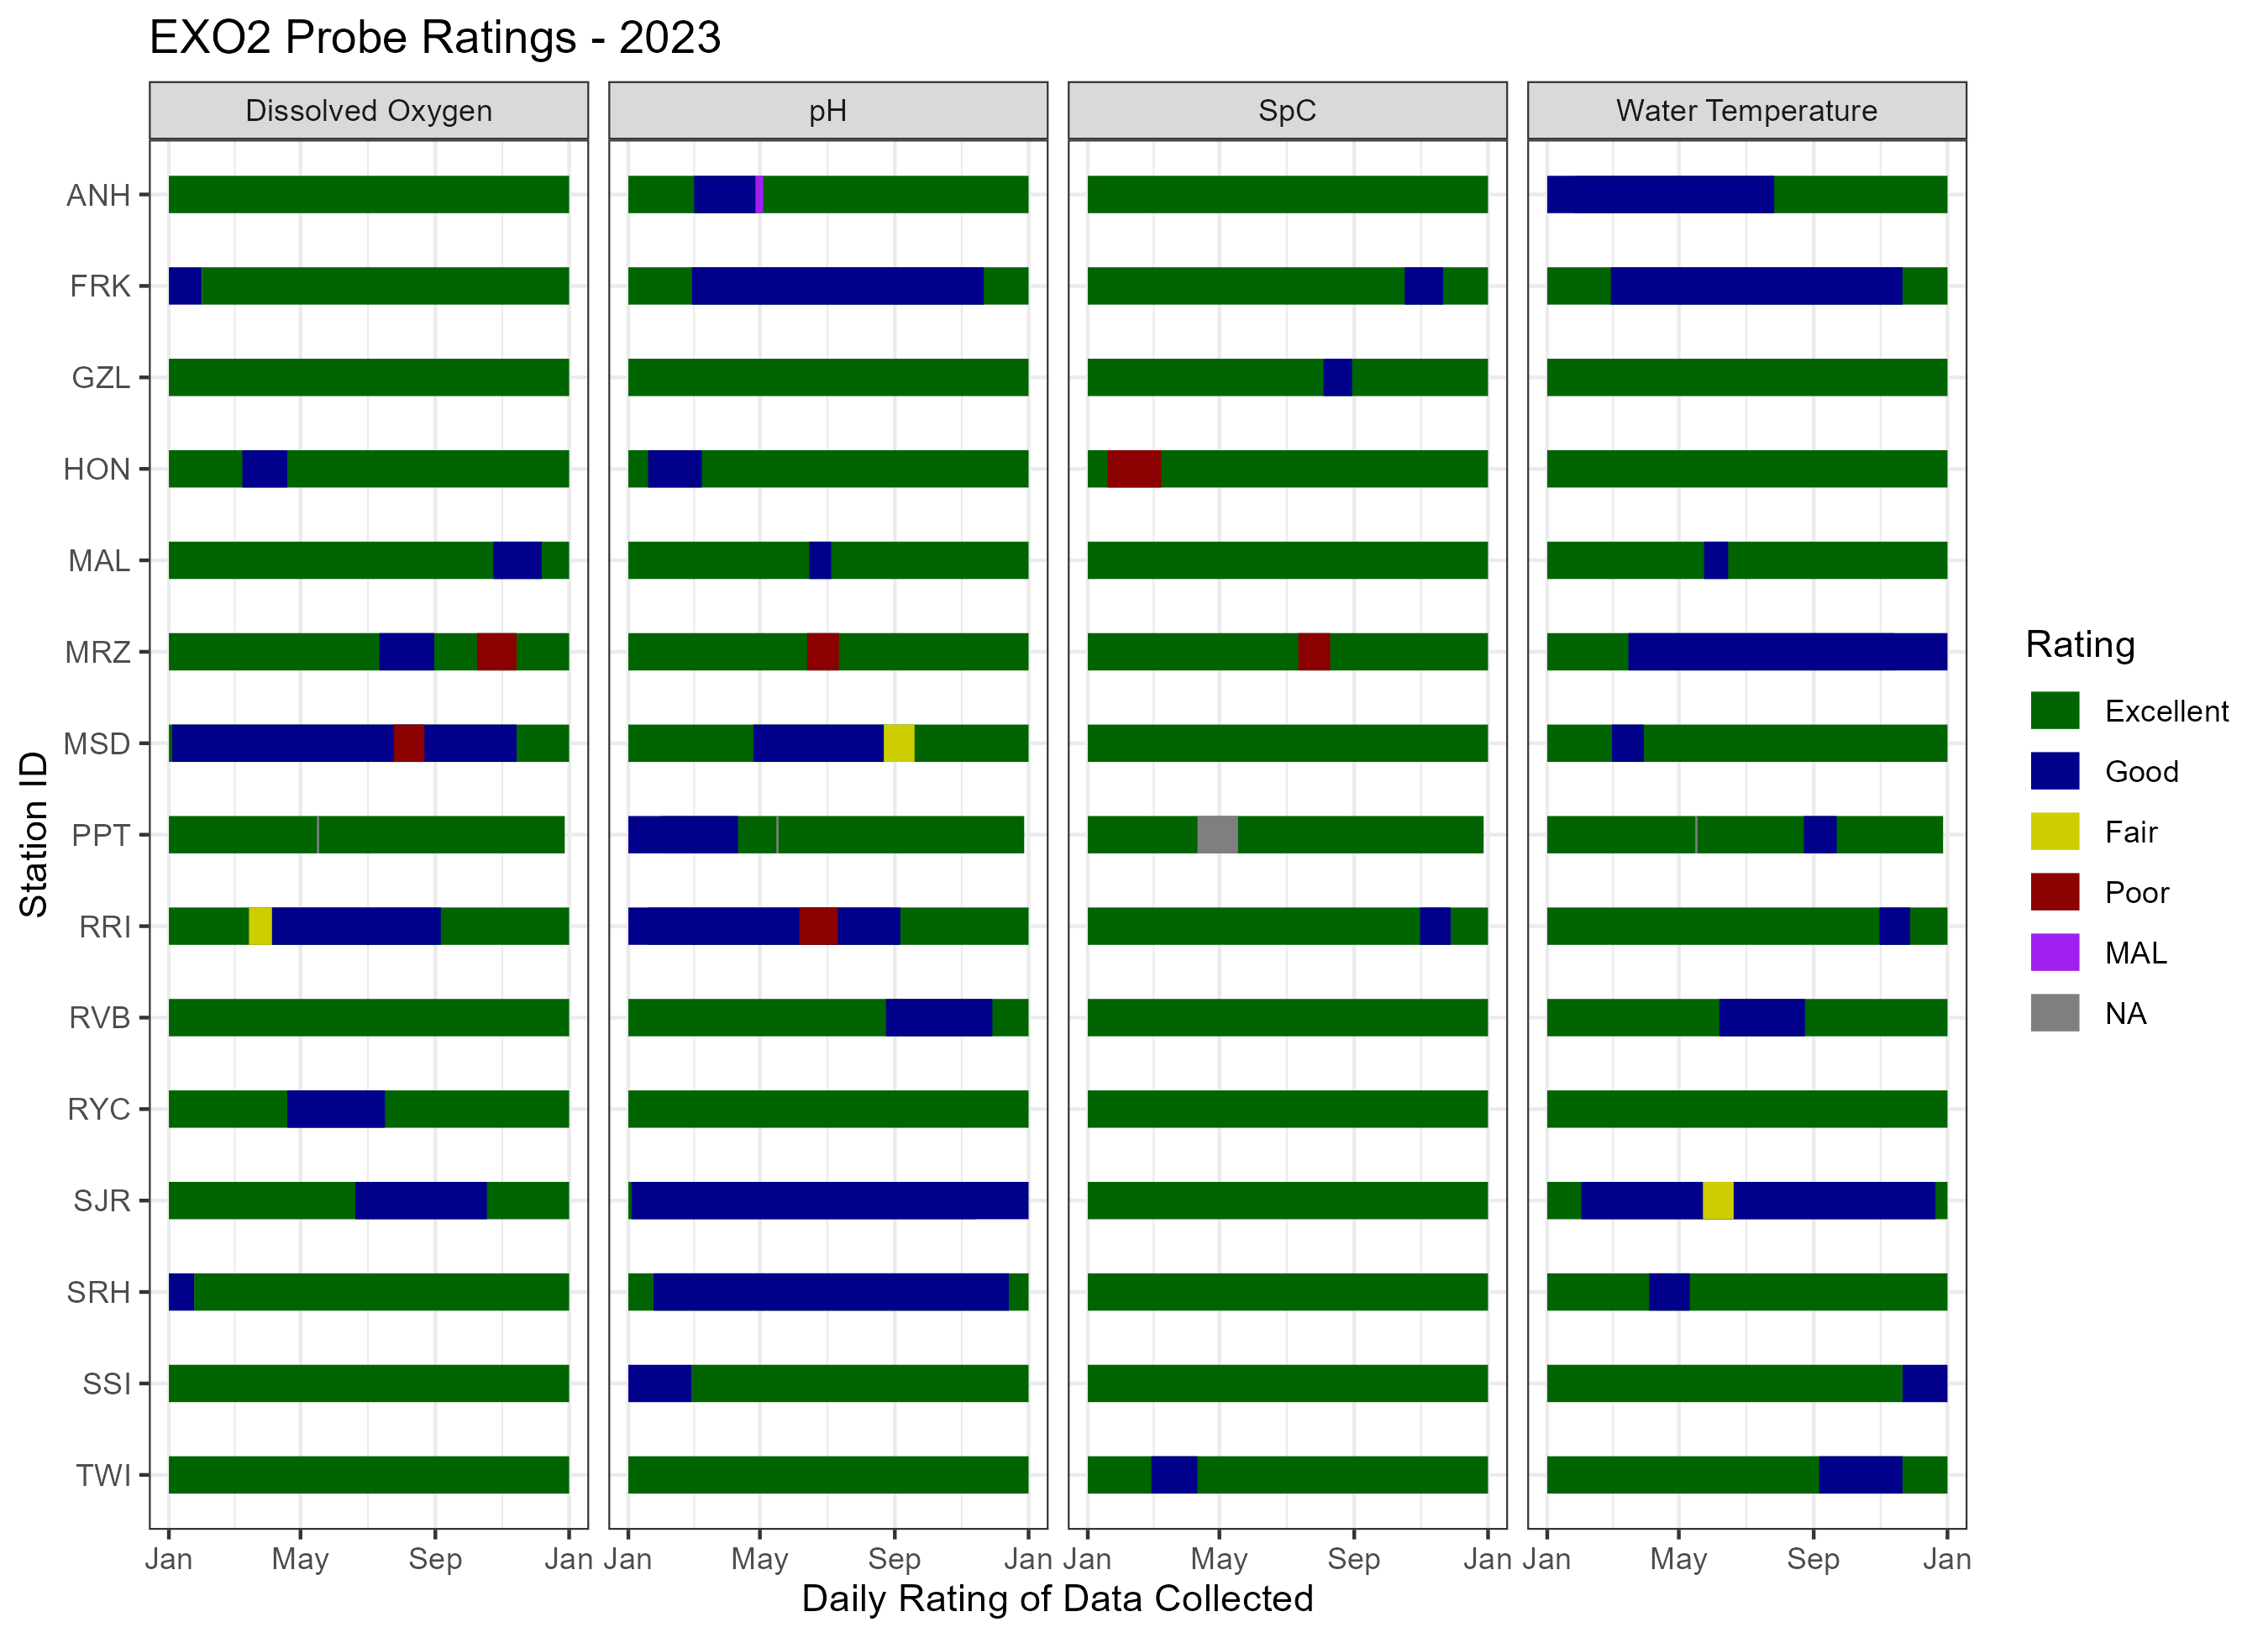 EXO2 Probe Ratings - 2023
Dissolved Oxygen pH SpC Water Temperature
Station ID
ANH
FRK
GZL
HON
MAL
MRZ
MSD
PPT
RRI
RVB
RYC
SJR
SRH
SSI
TWI
Jan May Sep Jan Jan May Sep Jan Jan May Sep Jan Jan May Sep Jan
Daily Rating of Data Collected
Rating
Excellent
Good
Fair
Poor
MAL
NA